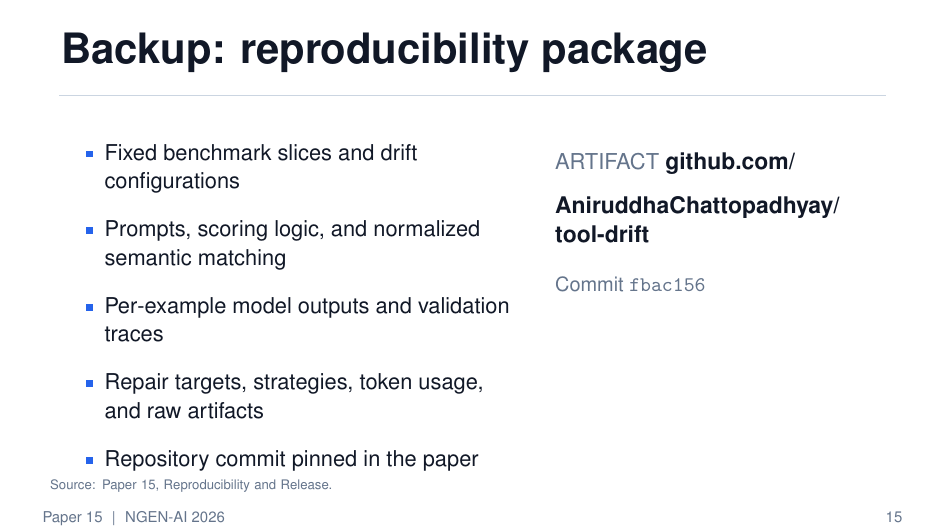 Backup: reproducibility package
Fixed benchmark slices and drift
configurations
Prompts, scoring logic, and normalized
semantic matching
Per-example model outputs and validation
traces
Repair targets, strategies, token usage,
and raw artifacts
Repository commit pinned in the paper
ARTIFACT github.com/
AniruddhaChattopadhyay/
tool-drift
Commit fbac156
Source: Paper 15, Reproducibility and Release.
Paper 15 | NGEN-AI 2026
15